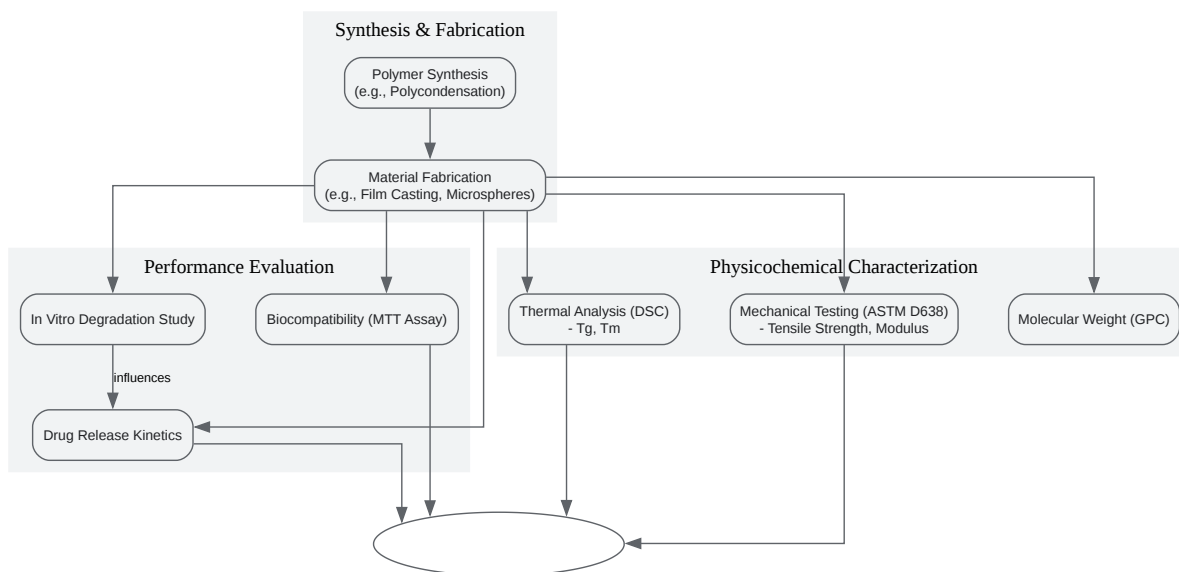 Synthesis & Fabrication
Polymer Synthesis
(e.g., Polycondensation)
Material Fabrication
(e.g., Film Casting, Microspheres)
Performance Evaluation
Physicochemical Characterization
In Vitro Degradation Study
Biocompatibility (MTT Assay)
Thermal Analysis (DSC)
- Tg, Tm
Mechanical Testing (ASTM D638)
- Tensile Strength, Modulus
Molecular Weight (GPC)
influences
Drug Release Kinetics